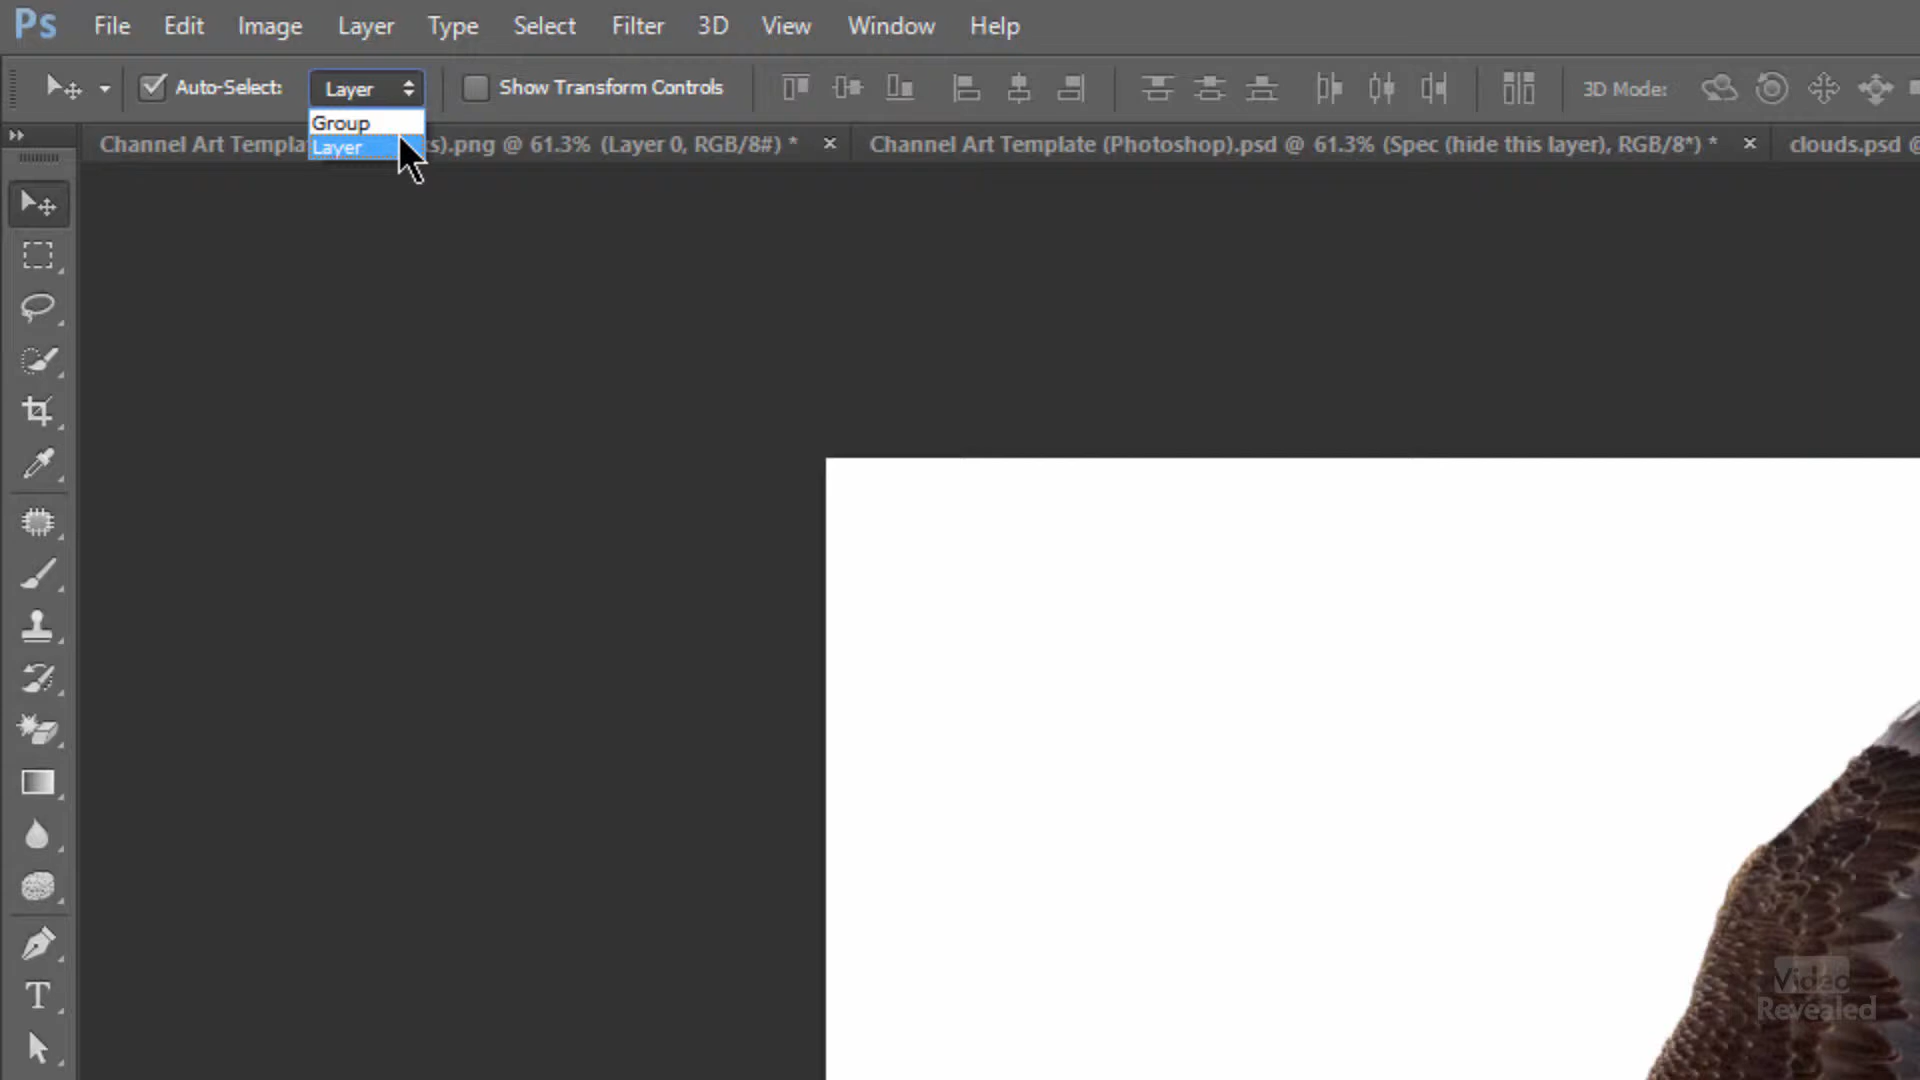 Ps File Edit Image Layer Type Select Filter 3D View Window Help
Auto-Select: Layer Show Transform Controls 3D Mode:
Group
Layer
Channel Art Templa s).png @ 61.3% (Layer 0, RGB/8#) * × Channel Art Template (Photoshop).psd @ 61.3% (Spec (hide this layer), RGB/8*) * × clouds.psd @
T
Video
Revealed